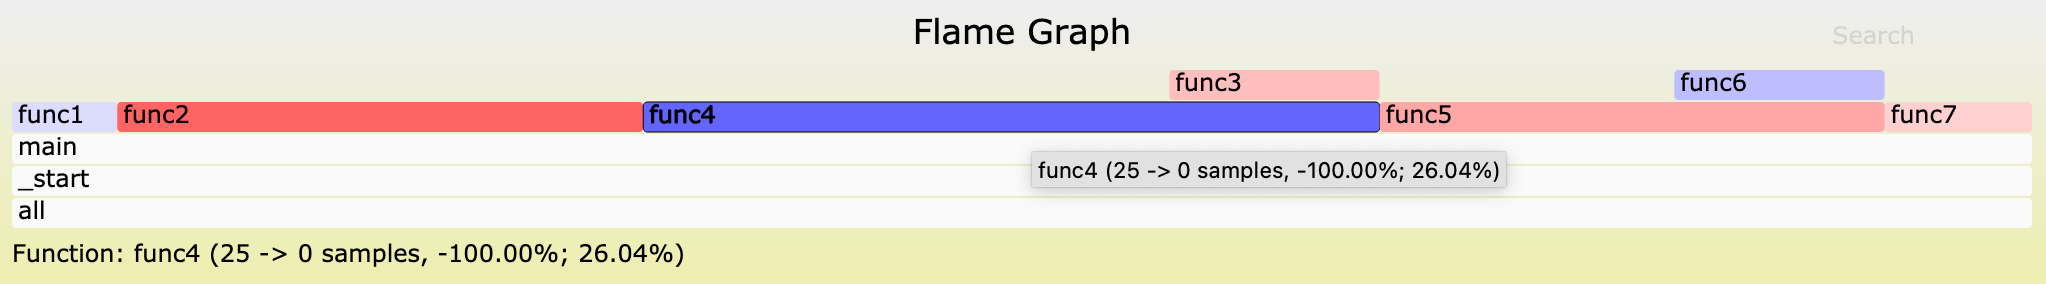 Flame Graph
Search
func3 func6
func1 func2 func4 func5 func7
main
func4 (25 -> 0 samples, -100.00%; 26.04%)
_start
all
Function: func4 (25 -> 0 samples, -100.00%; 26.04%)